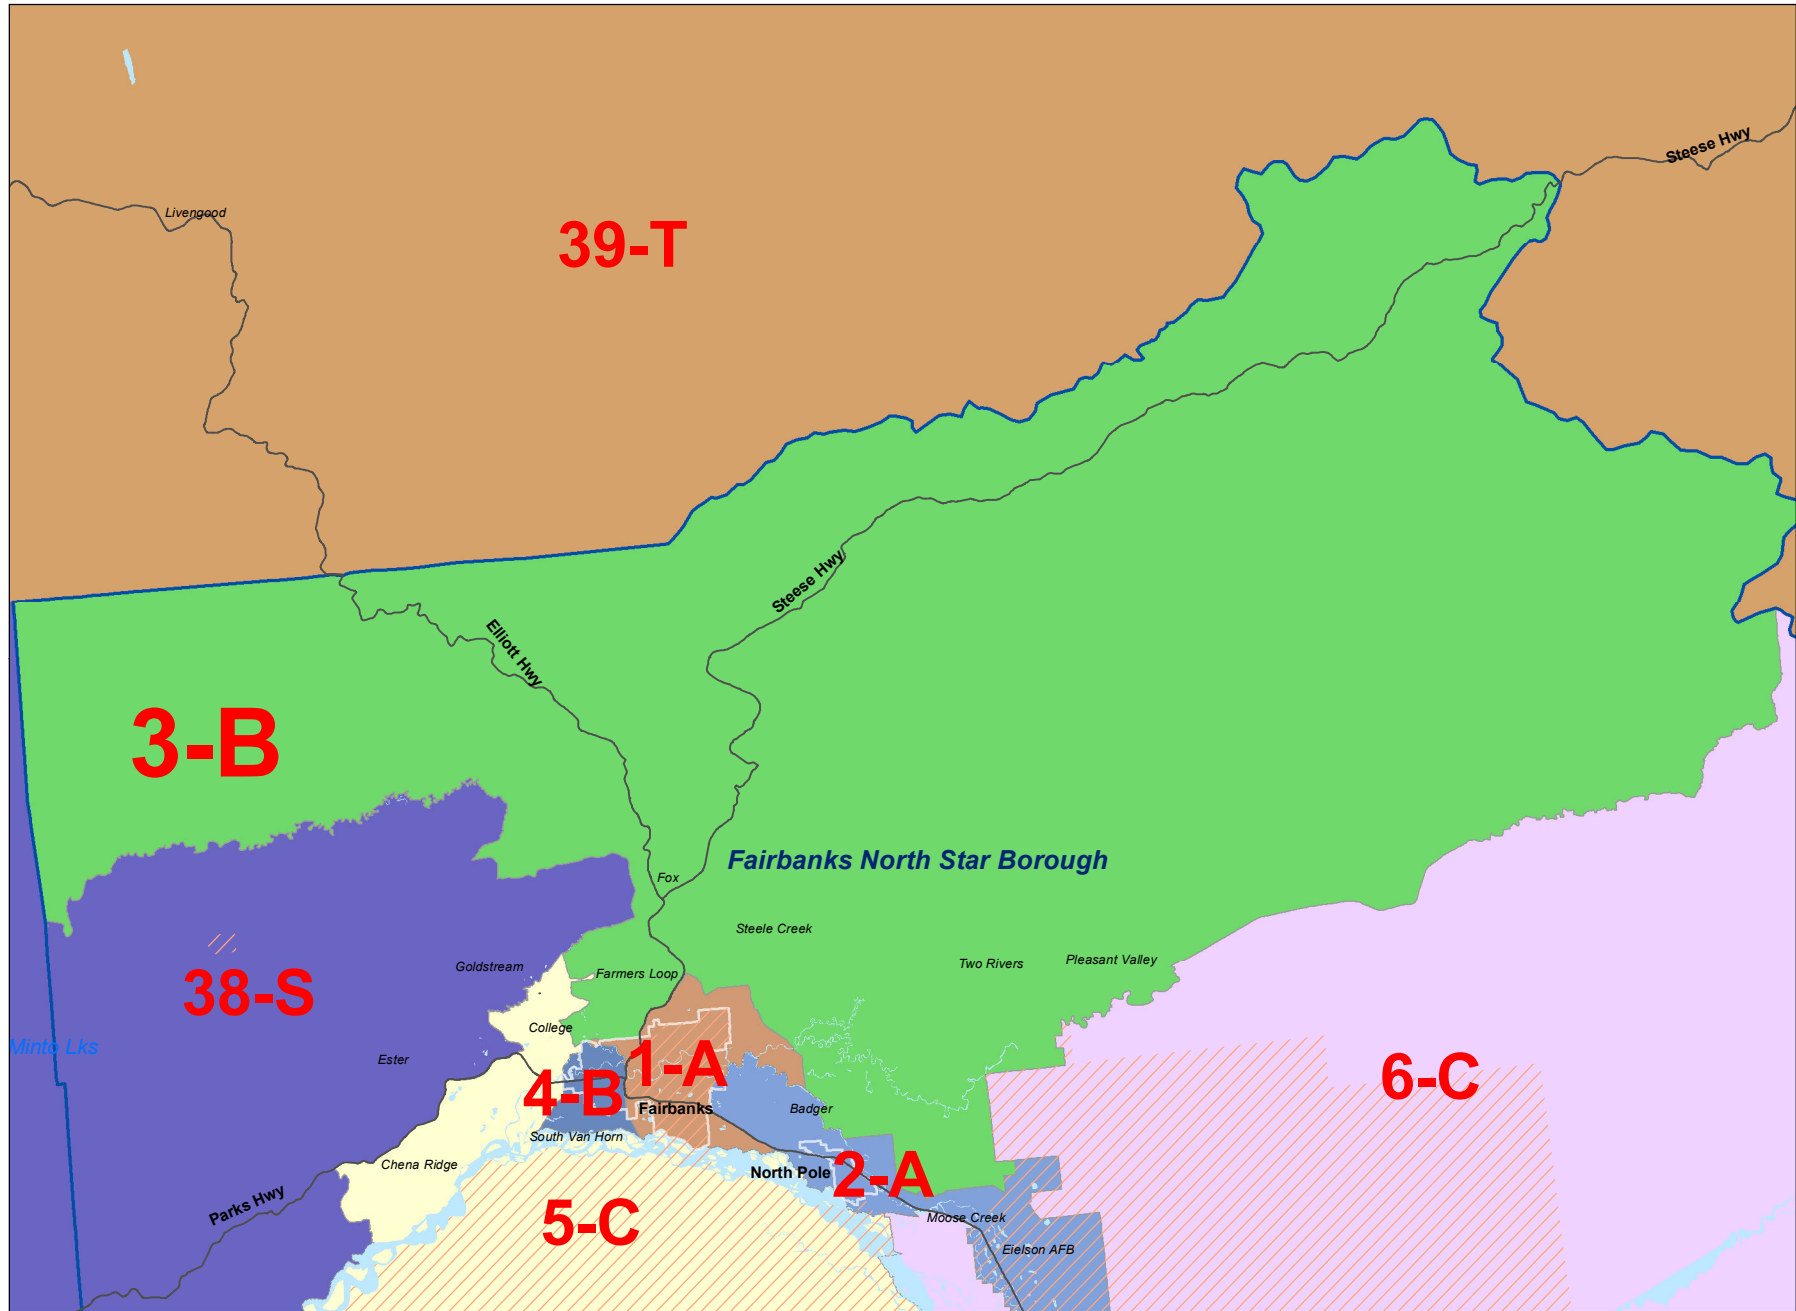 Steese Hwy
Livengood
39-T
Steese Hwy
Elliott Hwy
3-B
Fairbanks North Star Borough
Fox
Steele Creek
Goldstream
Farmers Loop
Two Rivers
Pleasant Valley
38-S
College
Minto Lks
Ester
1-A
6-C
4-B
Fairbanks
Badger
South Van Horn
Chena Ridge
North Pole
2-A
Parks Hwy
5-C
Moose Creek
Eielson AFB